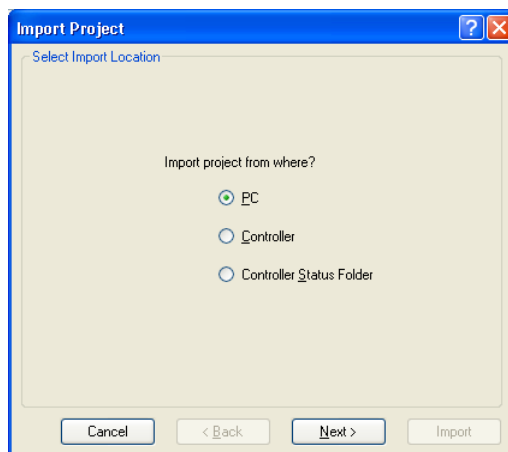 Import Project
Select Import Location
Import project from where?
PC
Controller
Controller Status Folder
Cancel
< Back
Next >
Import